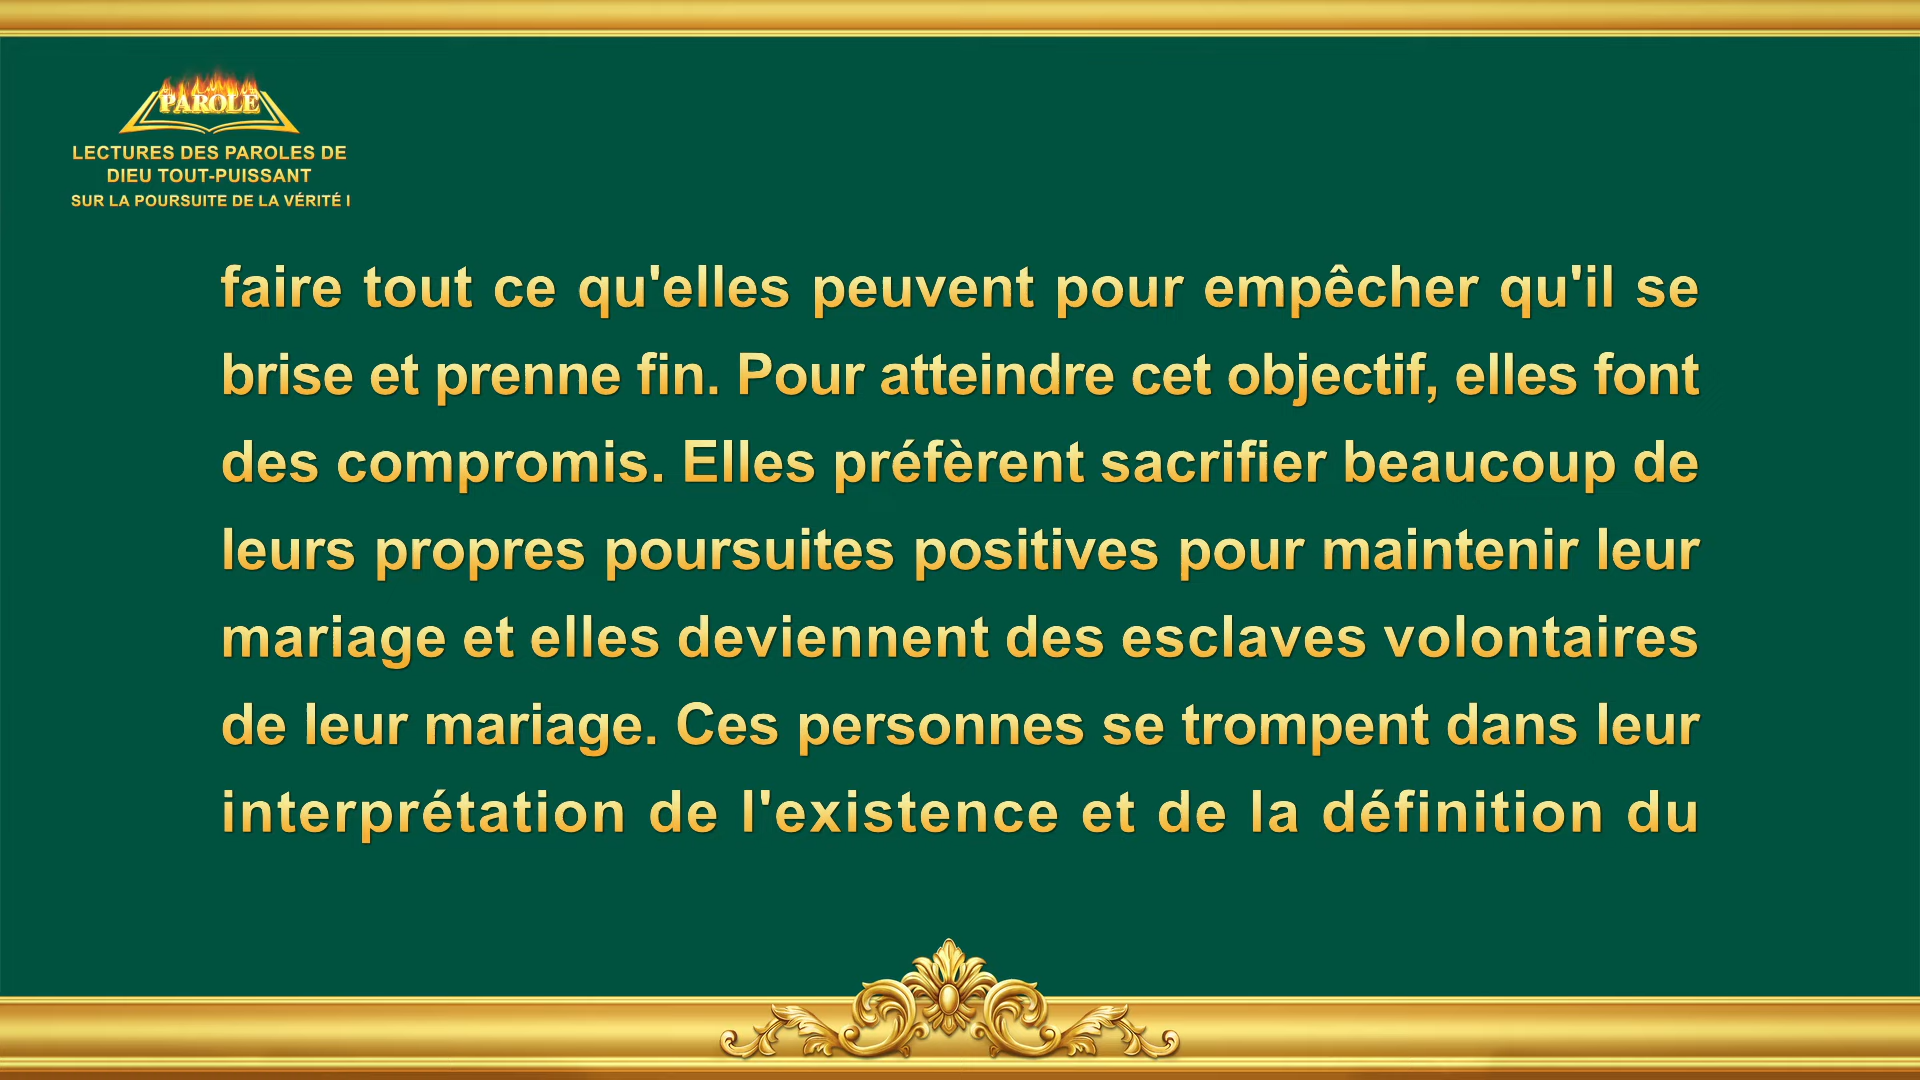 PAROLE
LECTURES DES PAROLES DE
DIEU TOUT-PUISSANT
SUR LA POURSUITE DE LA VÉRITÉ I
faire tout ce qu'elles peuvent pour empêcher qu'il se
brise et prenne fin. Pour atteindre cet objectif, elles font
des compromis. Elles préfèrent sacrifier beaucoup de
leurs propres poursuites positives pour maintenir leur
mariage et elles deviennent des esclaves volontaires
de leur mariage. Ces personnes se trompent dans leur
interprétation de l'existence et de la définition du